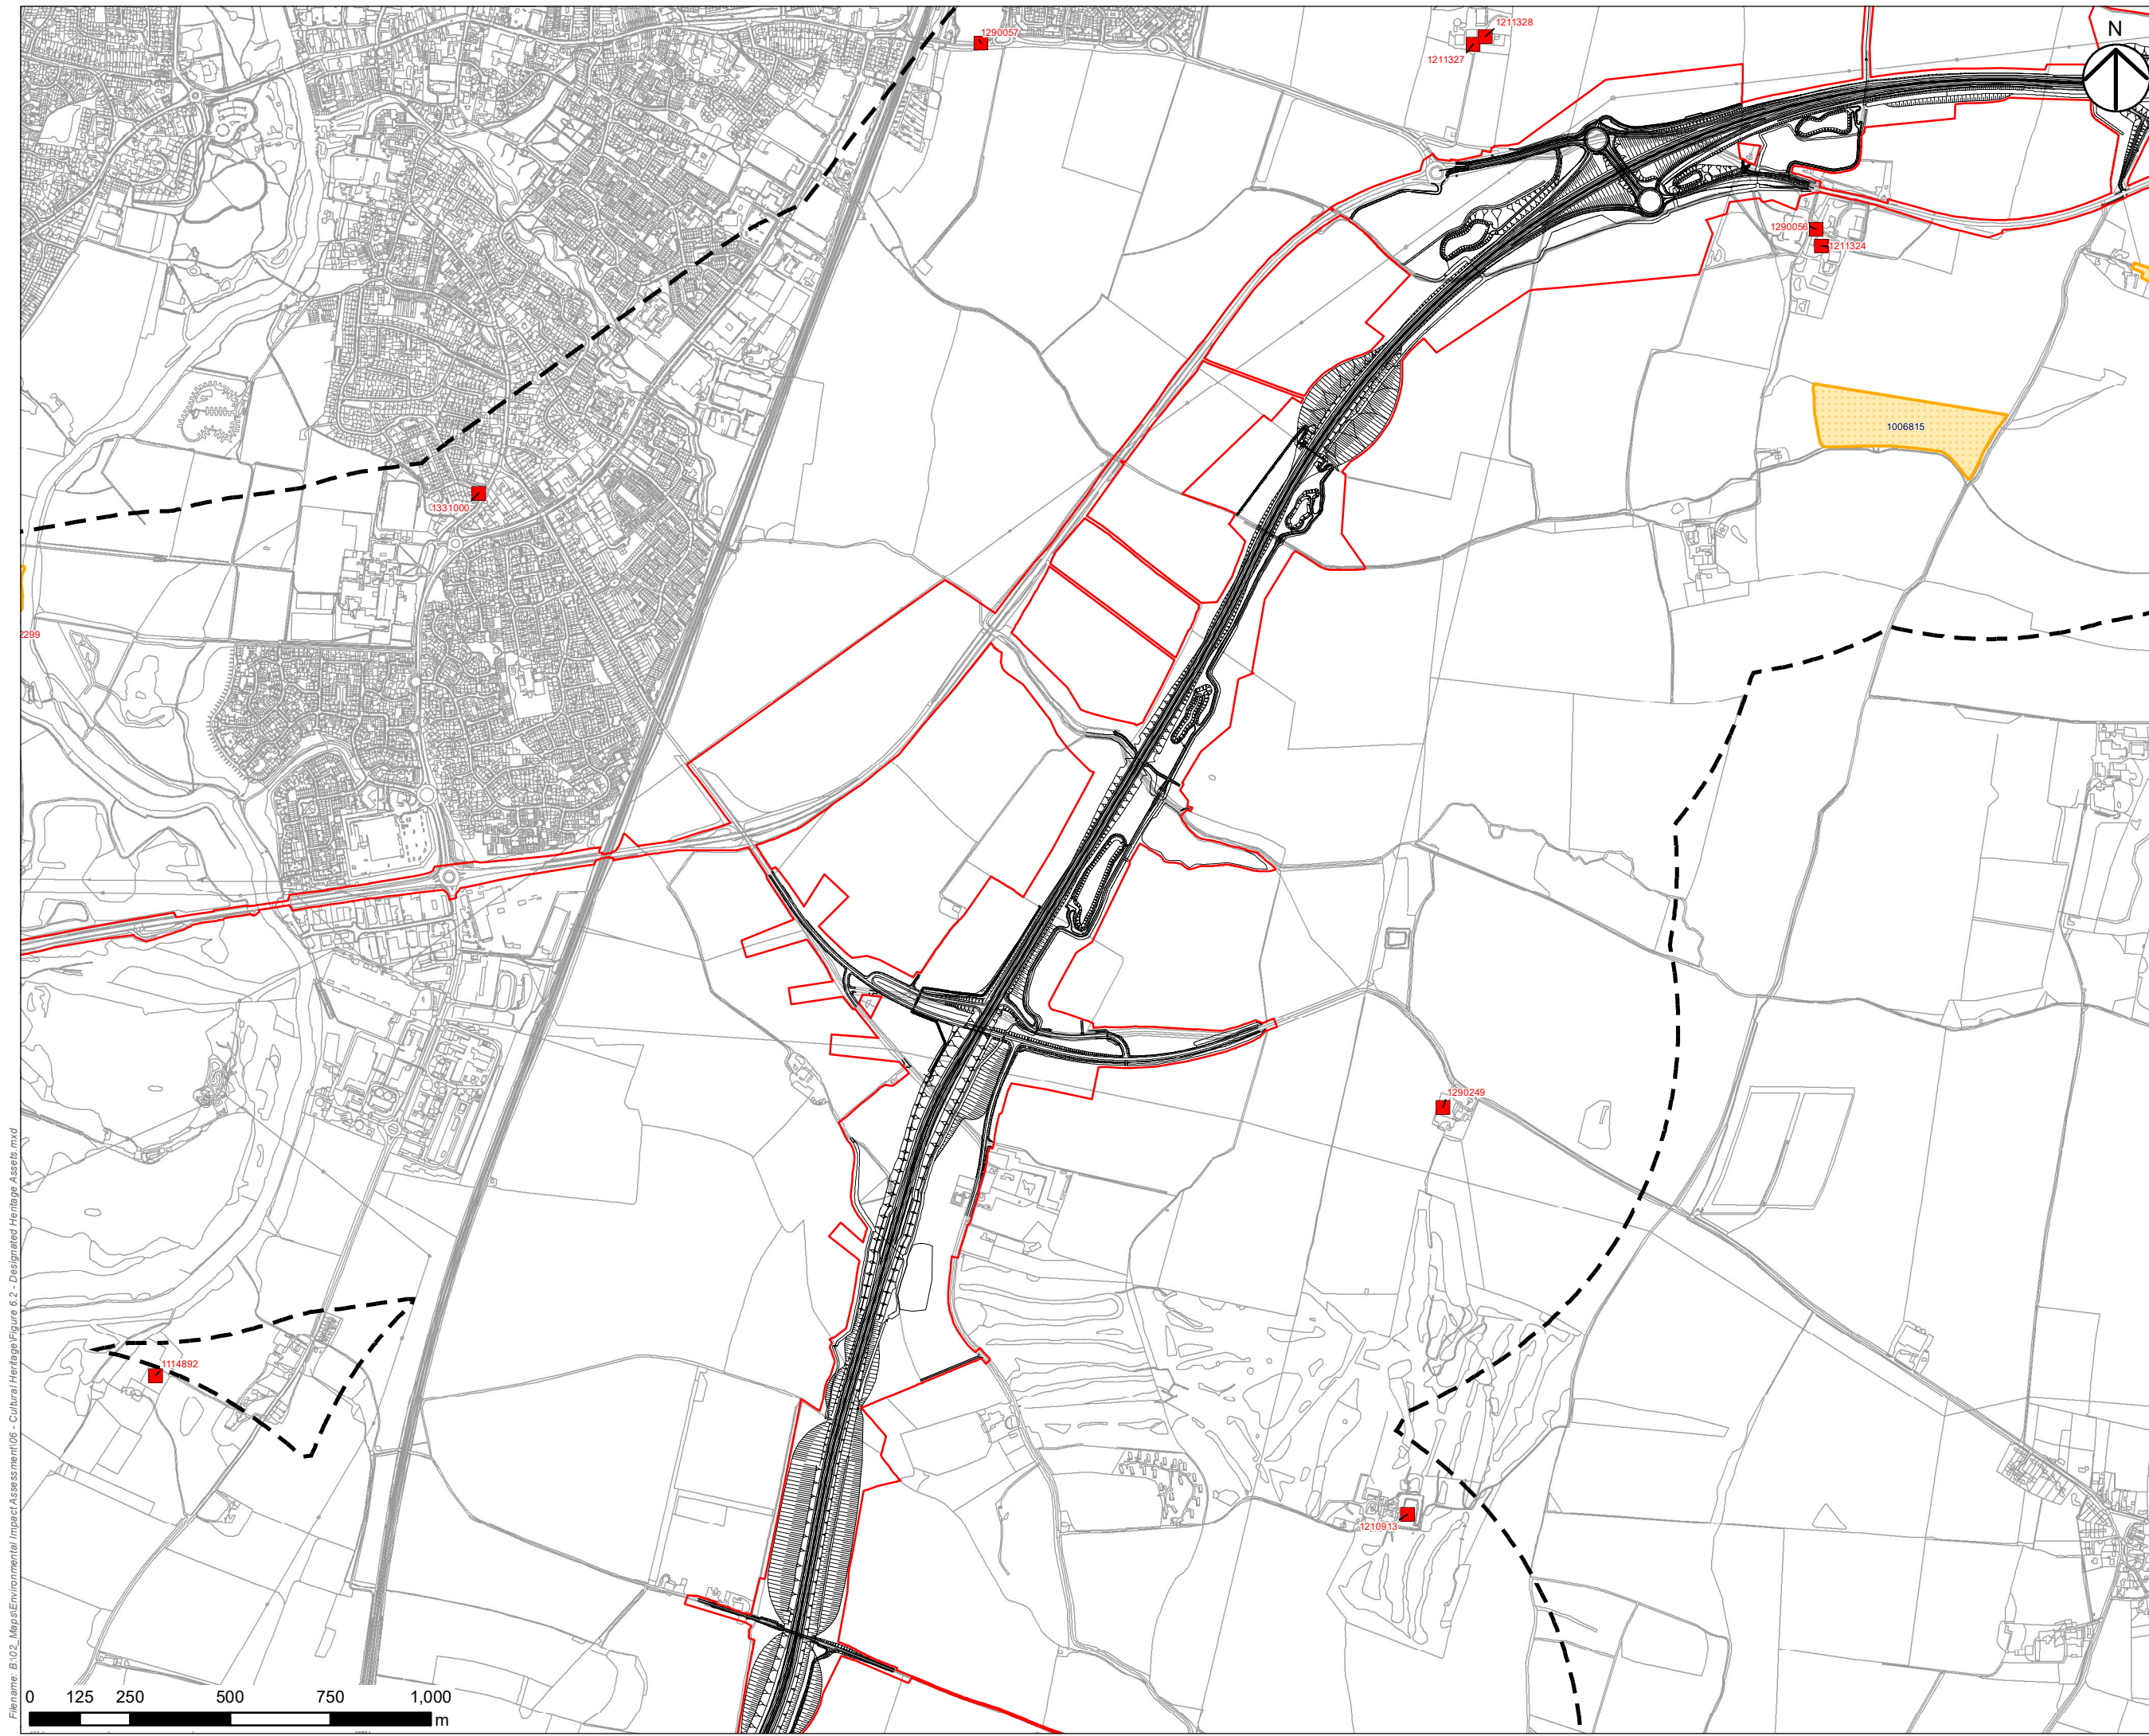 1290057
1211328
1211327
N
1290056
1211324
1006815
1331000
2299
1290249
1114892
1210913
Filename: B:\02_Maps\Environmental Impact Assessment\06 - Cultural Heritage\Figure 6.2 - Designated Heritage Assets.mxd
0 125 250 500 750 1,000
m